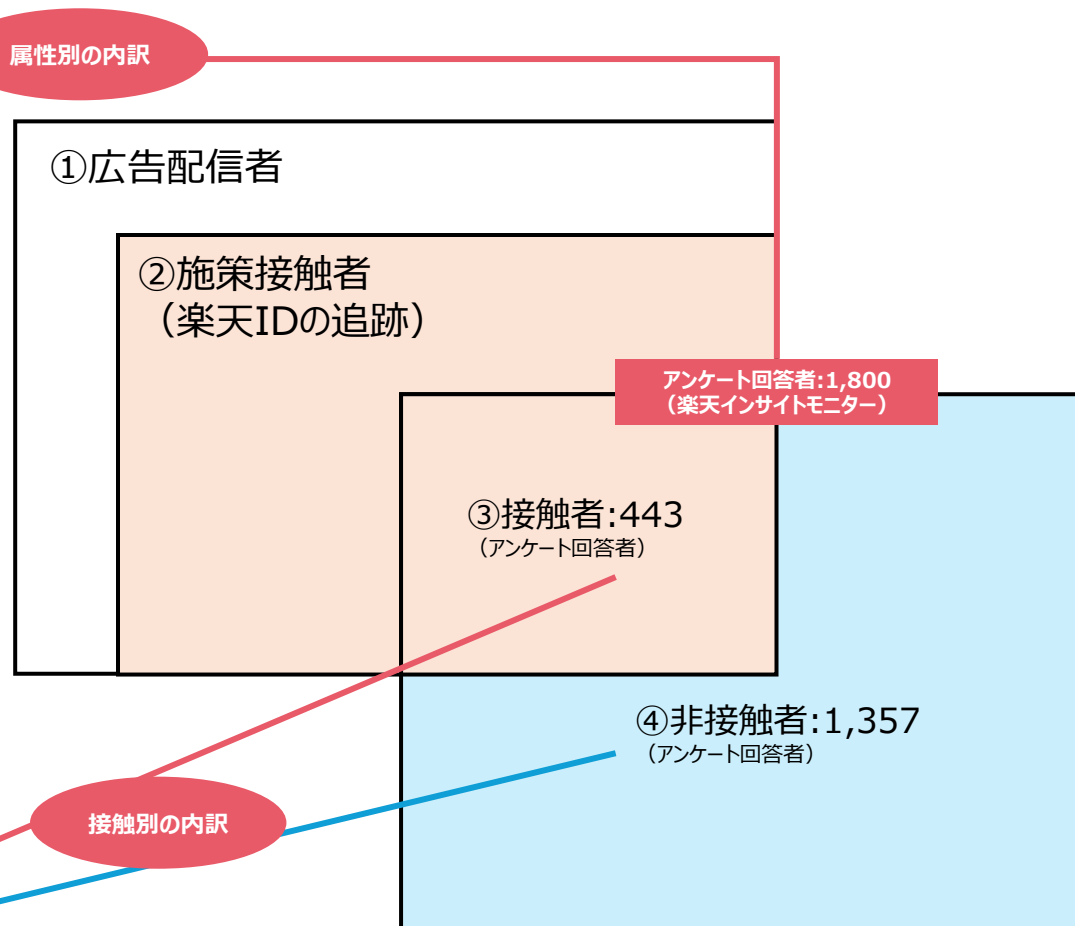 属性別の内訳
①広告配信者
②施策接触者
（楽天IDの追跡）
アンケート回答者:1,800
（楽天インサイトモニター）
③接触者:443
（アンケート回答者）
④非接触者:1,357
（アンケート回答者）
接触別の内訳